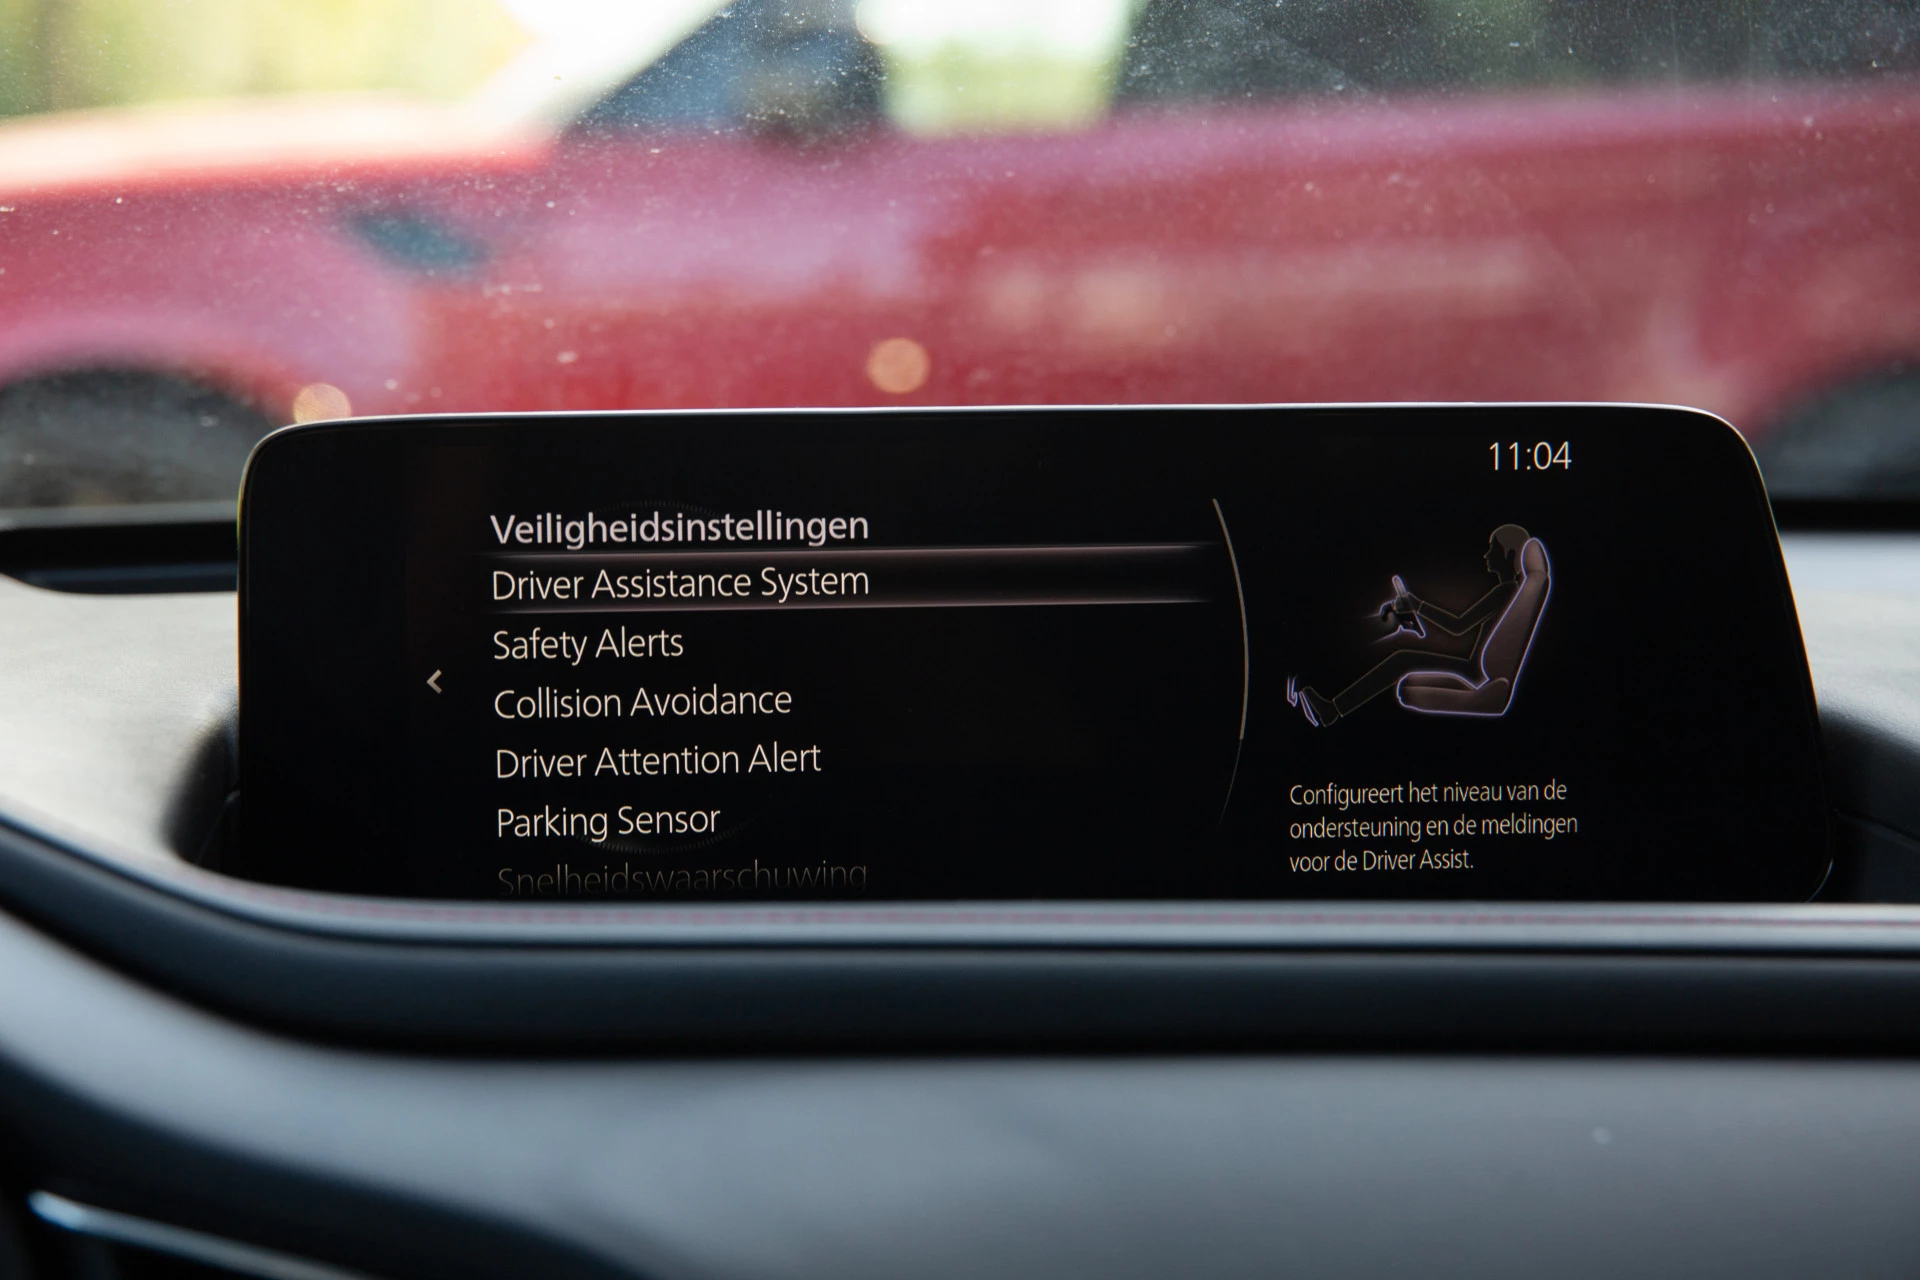 11:04
Veiligheidsinstellingen
Driver Assistance System
Safety Alerts
Collision Avoidance
Driver Attention Alert
Parking Sensor
Snelheidswaarschuwing
Configureert het niveau van de
ondersteuning en de meldingen
voor de Driver Assist.